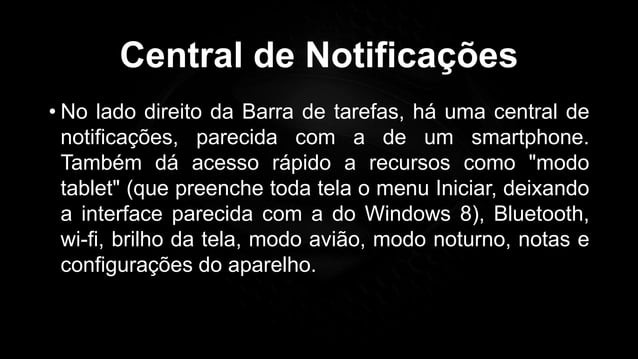 Central de Notificações
• No lado direito da Barra de tarefas, há uma central de
notificações, parecida com a de um smartphone.
Também dá acesso rápido a recursos como "modo
tablet" (que preenche toda tela o menu Iniciar, deixando
a interface parecida com a do Windows 8), Bluetooth,
wi-fi, brilho da tela, modo avião, modo noturno, notas e
configurações do aparelho.